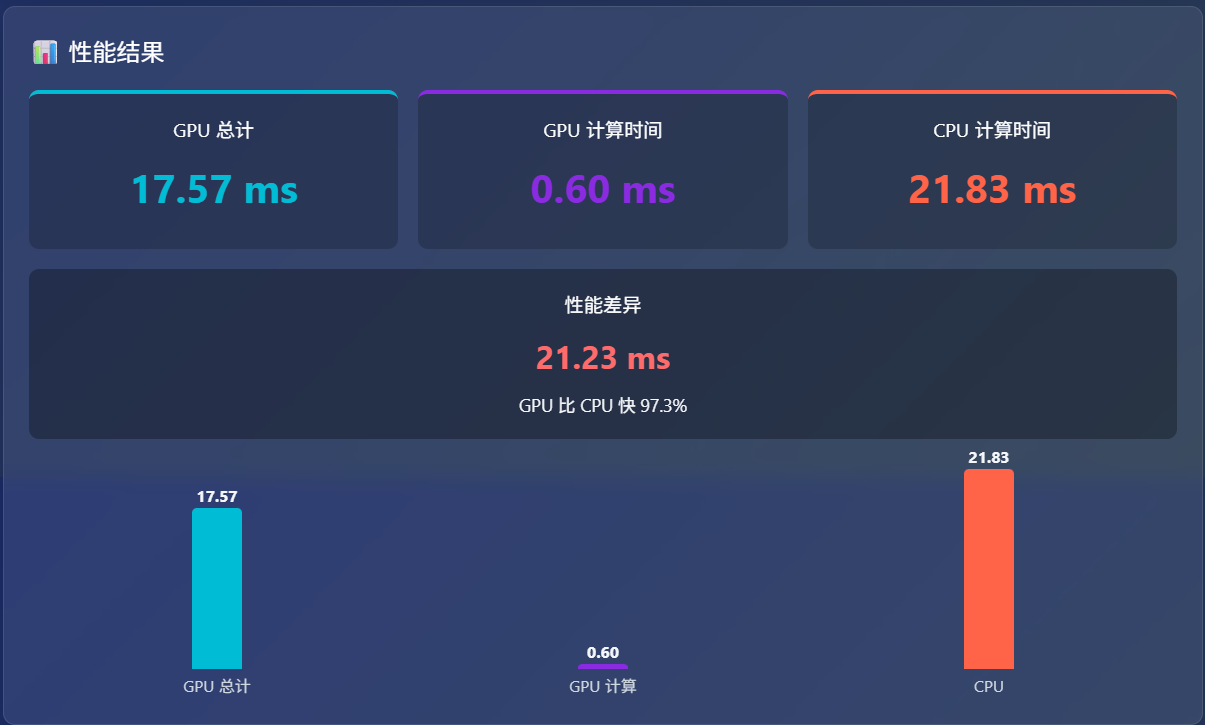 性能结果
GPU 总计
17.57 ms
GPU 计算时间
0.60 ms
CPU 计算时间
21.83 ms
性能差异
21.23 ms
GPU 比 CPU 快 97.3%
17.57
0.60
21.83
GPU 总计
GPU 计算
CPU